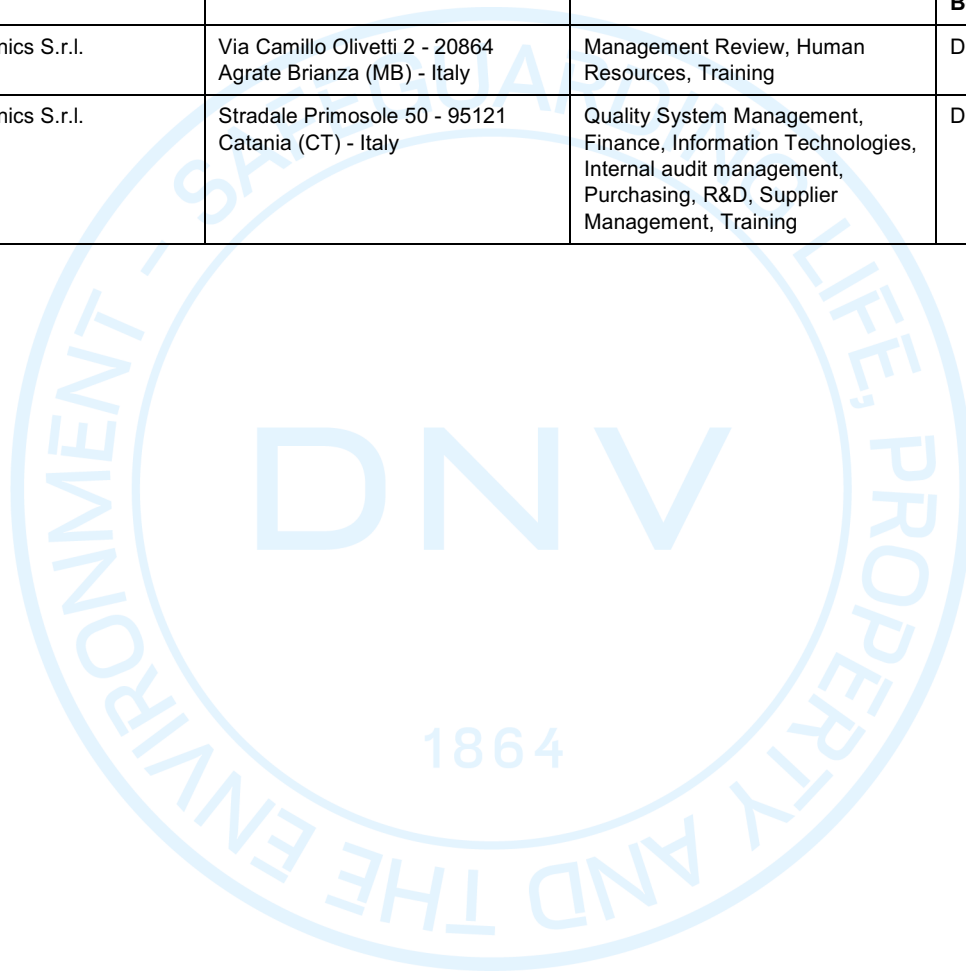 B
nics S.r.l.
Via Camillo Olivetti 2 - 20864
Agrate Brianza (MB) - Italy
Management Review, Human
Resources, Training
D
nics S.r.l.
Stradale Primosole 50 - 95121
Catania (CT) - Italy
Quality System Management,
Finance, Information Technologies,
Internal audit management,
Purchasing, R&D, Supplier
Management, Training
D
SAFEGUARDING LIFE, PROPERTY AND THE ENVIRONMENT -
DNV
1864